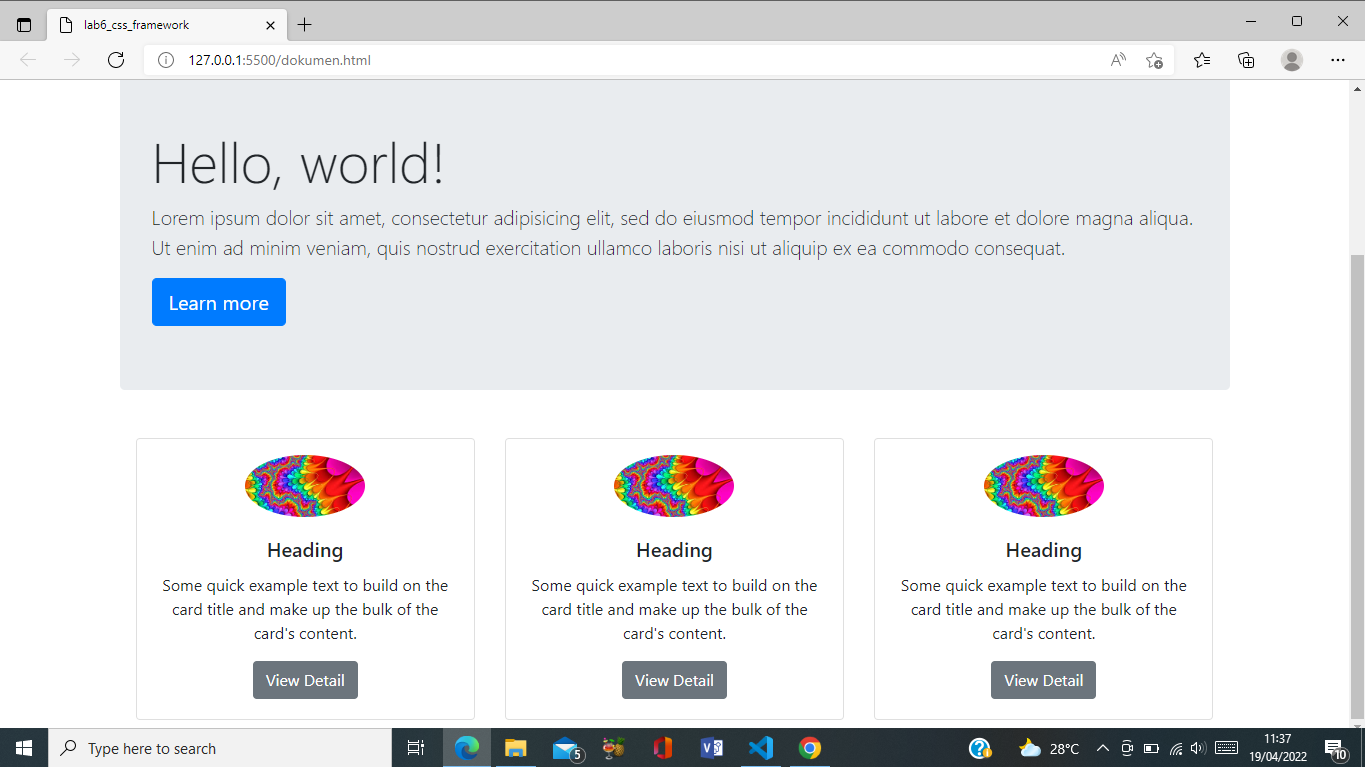 lab6_css_framework
127.0.0.1:5500/dokumen.html
Hello, world!
Lorem ipsum dolor sit amet, consectetur adipisicing elit, sed do eiusmod tempor incididunt ut labore et dolore magna aliqua.
Ut enim ad minim veniam, quis nostrud exercitation ullamco laboris nisi ut aliquip ex ea commodo consequat.
Learn more
Heading
Some quick example text to build on the
card title and make up the bulk of the
card's content.
View Detail
Heading
Some quick example text to build on the
card title and make up the bulk of the
card's content.
View Detail
Heading
Some quick example text to build on the
card title and make up the bulk of the
card's content.
View Detail
Type here to search
5
28°C
11:37
19/04/2022
10